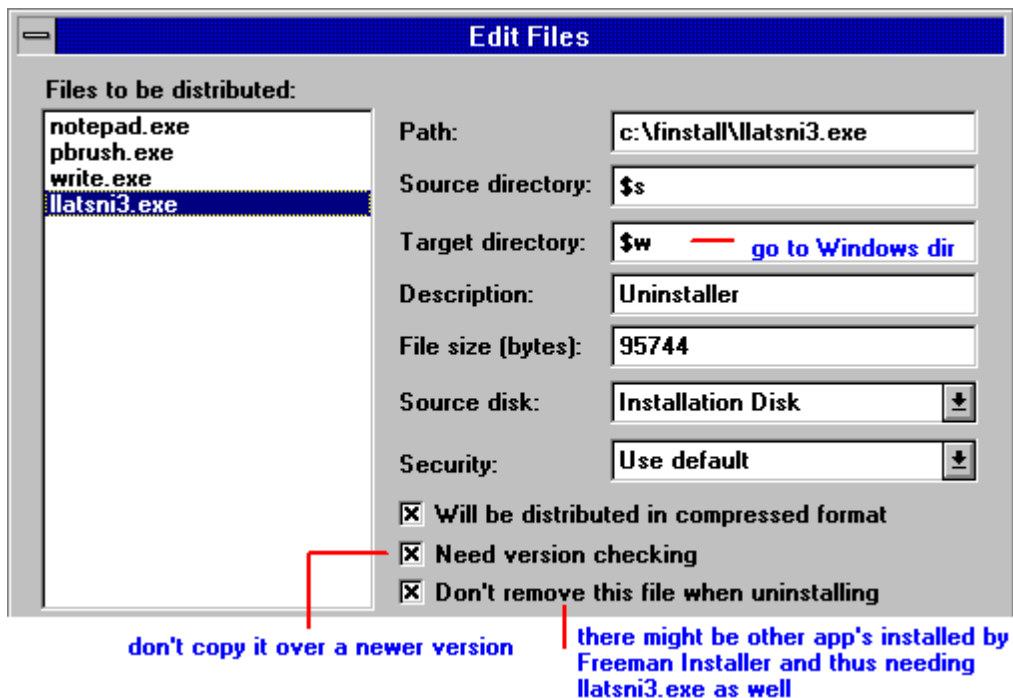 Edit Files
Files to be distributed:
notepad.exe
pbrush.exe
write.exe
llatsni3.exe
Path:
c:\finstall\llatsni3.exe
Source directory:
$s
Target directory:
$w
go to Windows dir
Description:
Uninstaller
File size (bytes):
95744
Source disk:
Installation Disk
Security:
Use default
Will be distributed in compressed format
Need version checking
Don't remove this file when uninstalling
don't copy it over a newer version
there might be other app's installed by
Freeman Installer and thus needing
llatsni3.exe as well